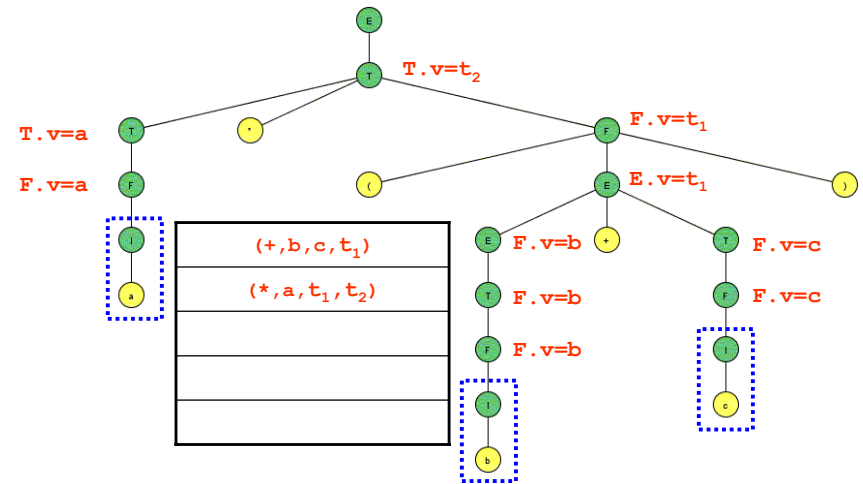 E
T T.v=t₂
T.v=a T * F F.v=t₁
F.v=a F ( E E.v=t₁ )
I E F.v=b + T F.v=c
(+,b,c,t₁)
a T F.v=b F F.v=c
(*,a,t₁,t₂)
F F.v=b I
I c
b